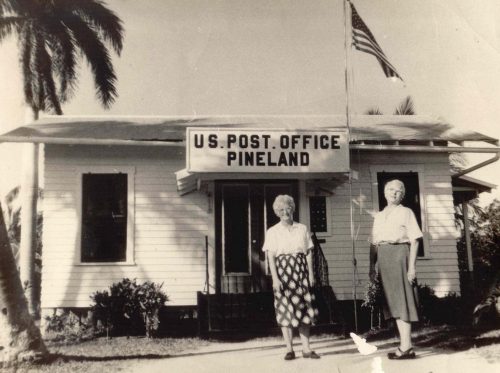 U.S. POST. OFFICE
PINELAND